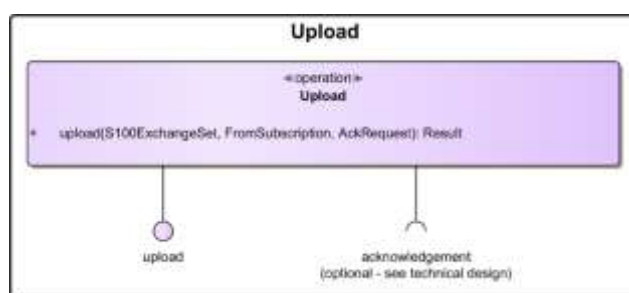 Upload
«operation»
Upload
+ upload(S100ExchangeSet, FromSubscription, AckRequest): Result
upload
acknowledgement
(optional - see technical design)